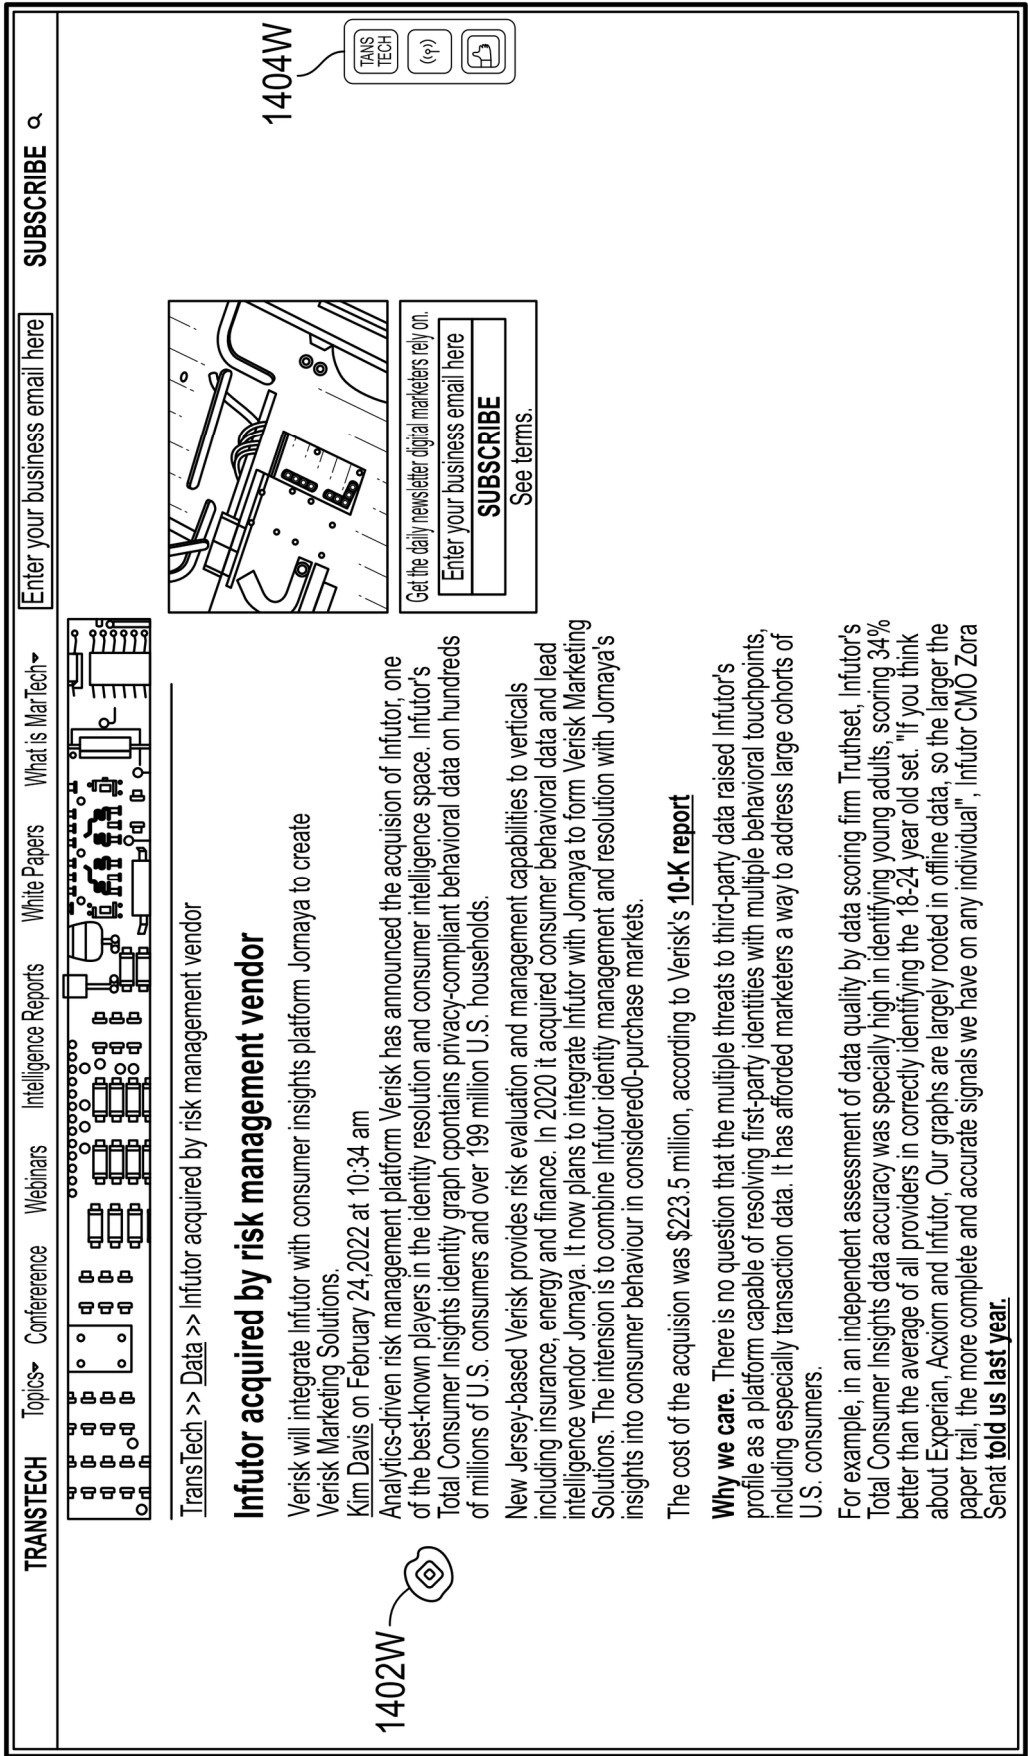 TRANSTECH Topics Conference Webinars Intelligence Reports White Papers What is MarTech Enter your business email here SUBSCRIBE
TransTech >> Data >> Infutor acquired by risk management vendor
Infutor acquired by risk management vendor
Verisk will integrate Infutor with consumer insights platform Jornaya to create
Verisk Marketing Solutions.
Kim Davis on February 24,2022 at 10:34 am
Analytics-driven risk management platform Verisk has announced the acquision of Infutor, one
of the best-known players in the identity resolution and consumer intelligence space. Infutor's
Total Consumer Insights identity graph cpontains privacy-compliant behavioral data on hundreds
of millions of U.S. consumers and over 199 million U.S. households.
New Jersey-based Verisk provides risk evaluation and management capabilities to verticals
including insurance, energy and finance. In 2020 it acquired consumer behavioral data and lead
intelligence vendor Jornaya. It now plans to integrate Infutor with Jornaya to form Verisk Marketing
Solutions. The intension is to combine Infutor identity management and resolution with Jornaya's
insights into consumer behaviour in considered0-purchase markets.
The cost of the acquision was $223.5 million, according to Verisk's 10-K report
Why we care. There is no question that the multiple threats to third-party data raised Infutor's
profile as a platform capable of resolving first-party identities with multiple behavioral touchpoints,
including especially transaction data. It has afforded marketers a way to address large cohorts of
U.S. consumers.
For example, in an independent assessment of data quality by data scoring firm Truthset, Infutor's
Total Consumer Insights data accuracy was specially high in identifying young adults, scoring 34%
better than the average of all providers in correctly identifying the 18-24 year old set. "If you think
about Experian, Acxiom and Infutor, Our graphs are largely rooted in offline data, so the larger the
paper trail, the more complete and accurate signals we have on any individual", Infutor CMO Zora
Senat told us last year.
Get the daily newsletter digital marketers rely on.
Enter your business email here
SUBSCRIBE
See terms.
1402W
1404W
TANS
TECH